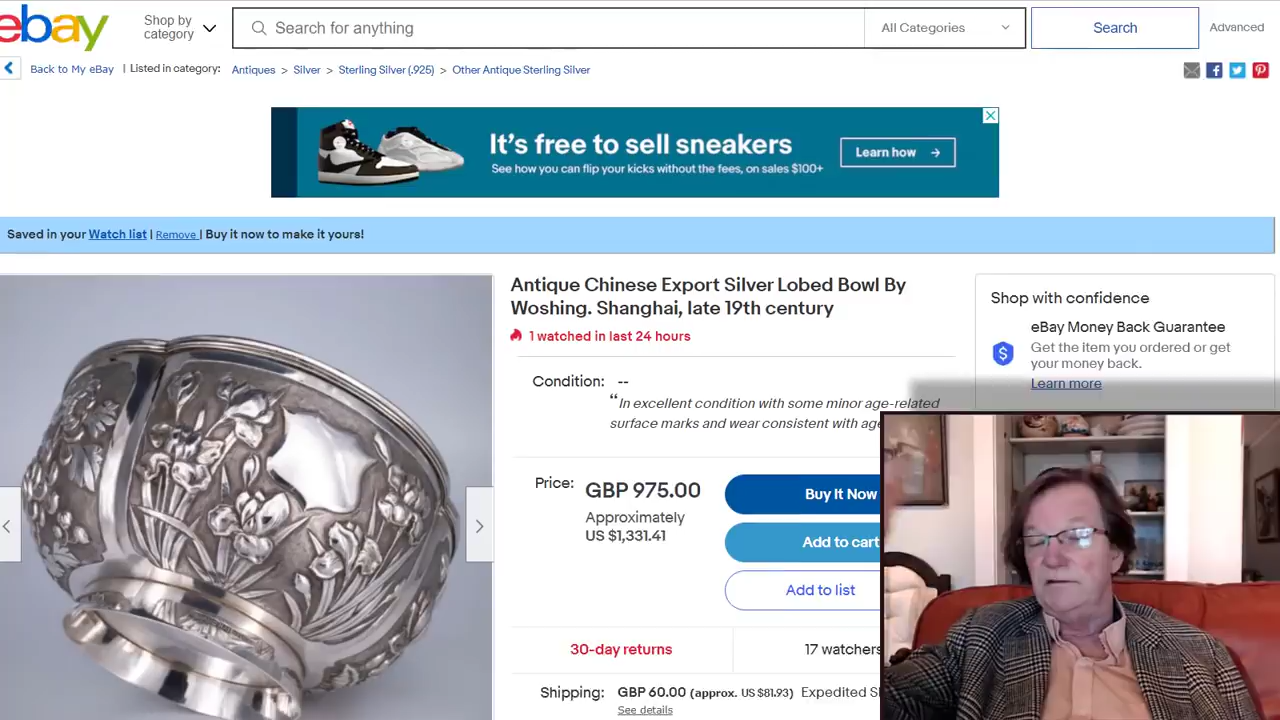 ebay
Shop by category
Search for anything
All Categories
Search
Advanced
Back to My eBay | Listed in category: Antiques > Silver > Sterling Silver (.925) > Other Antique Sterling Silver
It's free to sell sneakers
See how you can flip your kicks without the fees, on sales $100+
Learn how →
Saved in your Watch list | Remove | Buy it now to make it yours!
Antique Chinese Export Silver Lobed Bowl By
Woshing. Shanghai, late 19th century
1 watched in last 24 hours
Condition: --
“In excellent condition with some minor age-related
surface marks and wear consistent with age
Price: GBP 975.00
Approximately
US $1,331.41
Buy It Now
Add to cart
Add to list
30-day returns
17 watchers
Shipping: GBP 60.00 (approx. US $81.93) Expedited S
See details
Shop with confidence
eBay Money Back Guarantee
Get the item you ordered or get
your money back.
Learn more